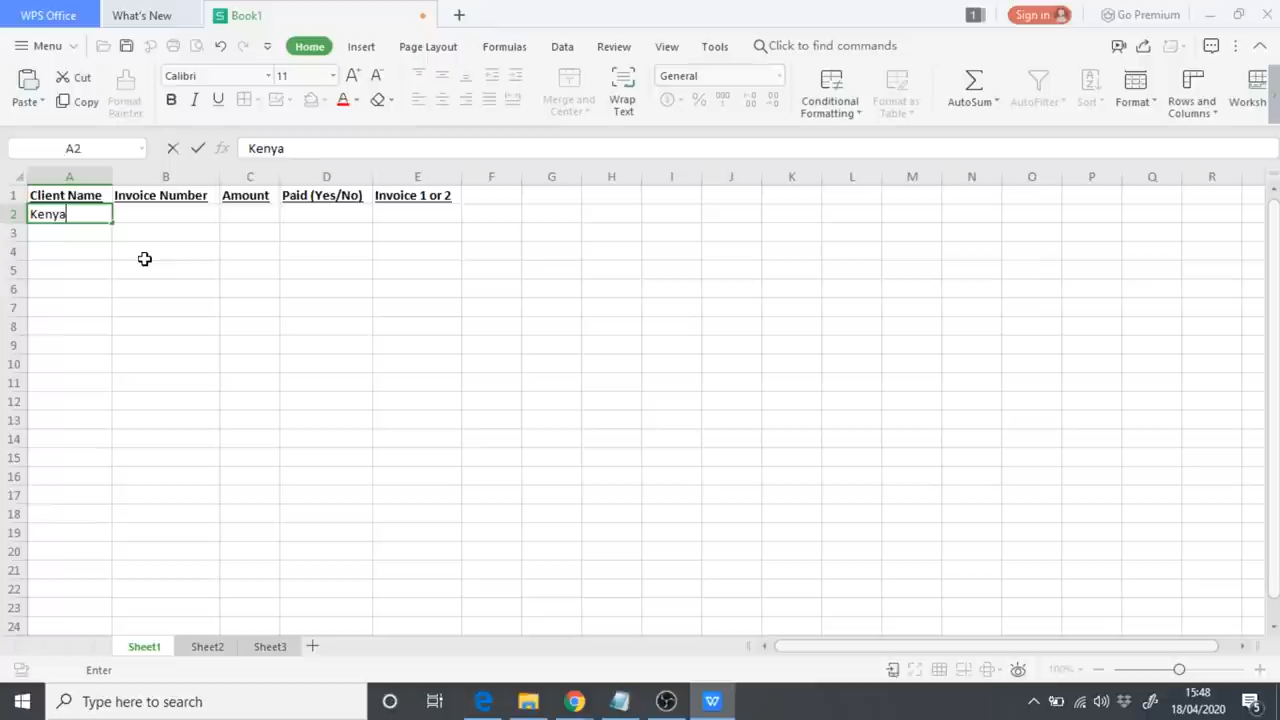 WPS Office What's New Book1 1 Sign in Go Premium
Menu Home Insert Page Layout Formulas Data Review View Tools Click to find commands
Paste Cut Copy Format Painter Calibri 11 Merge and Center Wrap Text General Conditional Formatting AutoSum AutoFilter Format as Table Sort Format Rows and Columns Worksh
A2 fx Kenya
A B C D E F G H I J K L M N O P Q R
1 Client Name Invoice Number Amount Paid (Yes/No) Invoice 1 or 2
2 Kenya
3
4
5
6
7
8
9
10
11
12
13
14
15
16
17
18
19
20
21
22
23
24
Sheet1 Sheet2 Sheet3
Enter 100%
Type here to search 15:48
18/04/2020 5